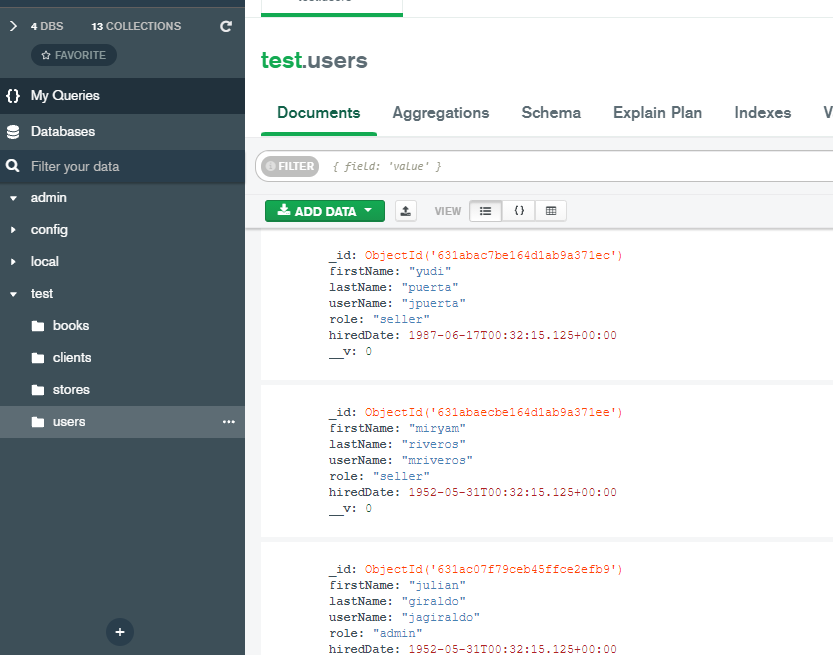 4 DBS 13 COLLECTIONS
FAVORITE
{} My Queries
Databases
Filter your data
admin
config
local
test
books
clients
stores
users
test.users
Documents Aggregations Schema Explain Plan Indexes V
FILTER { field: 'value' }
ADD DATA VIEW {}
_id: ObjectId('631abac7be164d1ab9a371ec')
firstName: "yudi"
lastName: "puerta"
userName: "jpuerta"
role: "seller"
hiredDate: 1987-06-17T00:32:15.125+00:00
__v: 0
_id: ObjectId('631abaecbe164d1ab9a371ee')
firstName: "miryam"
lastName: "riveros"
userName: "mriveros"
role: "seller"
hiredDate: 1952-05-31T00:32:15.125+00:00
__v: 0
_id: ObjectId('631ac07f79ceb45ffce2efb9')
firstName: "julian"
lastName: "giraldo"
userName: "jagiraldo"
role: "admin"
hiredDate: 1952-05-31T00:32:15.125+00:00